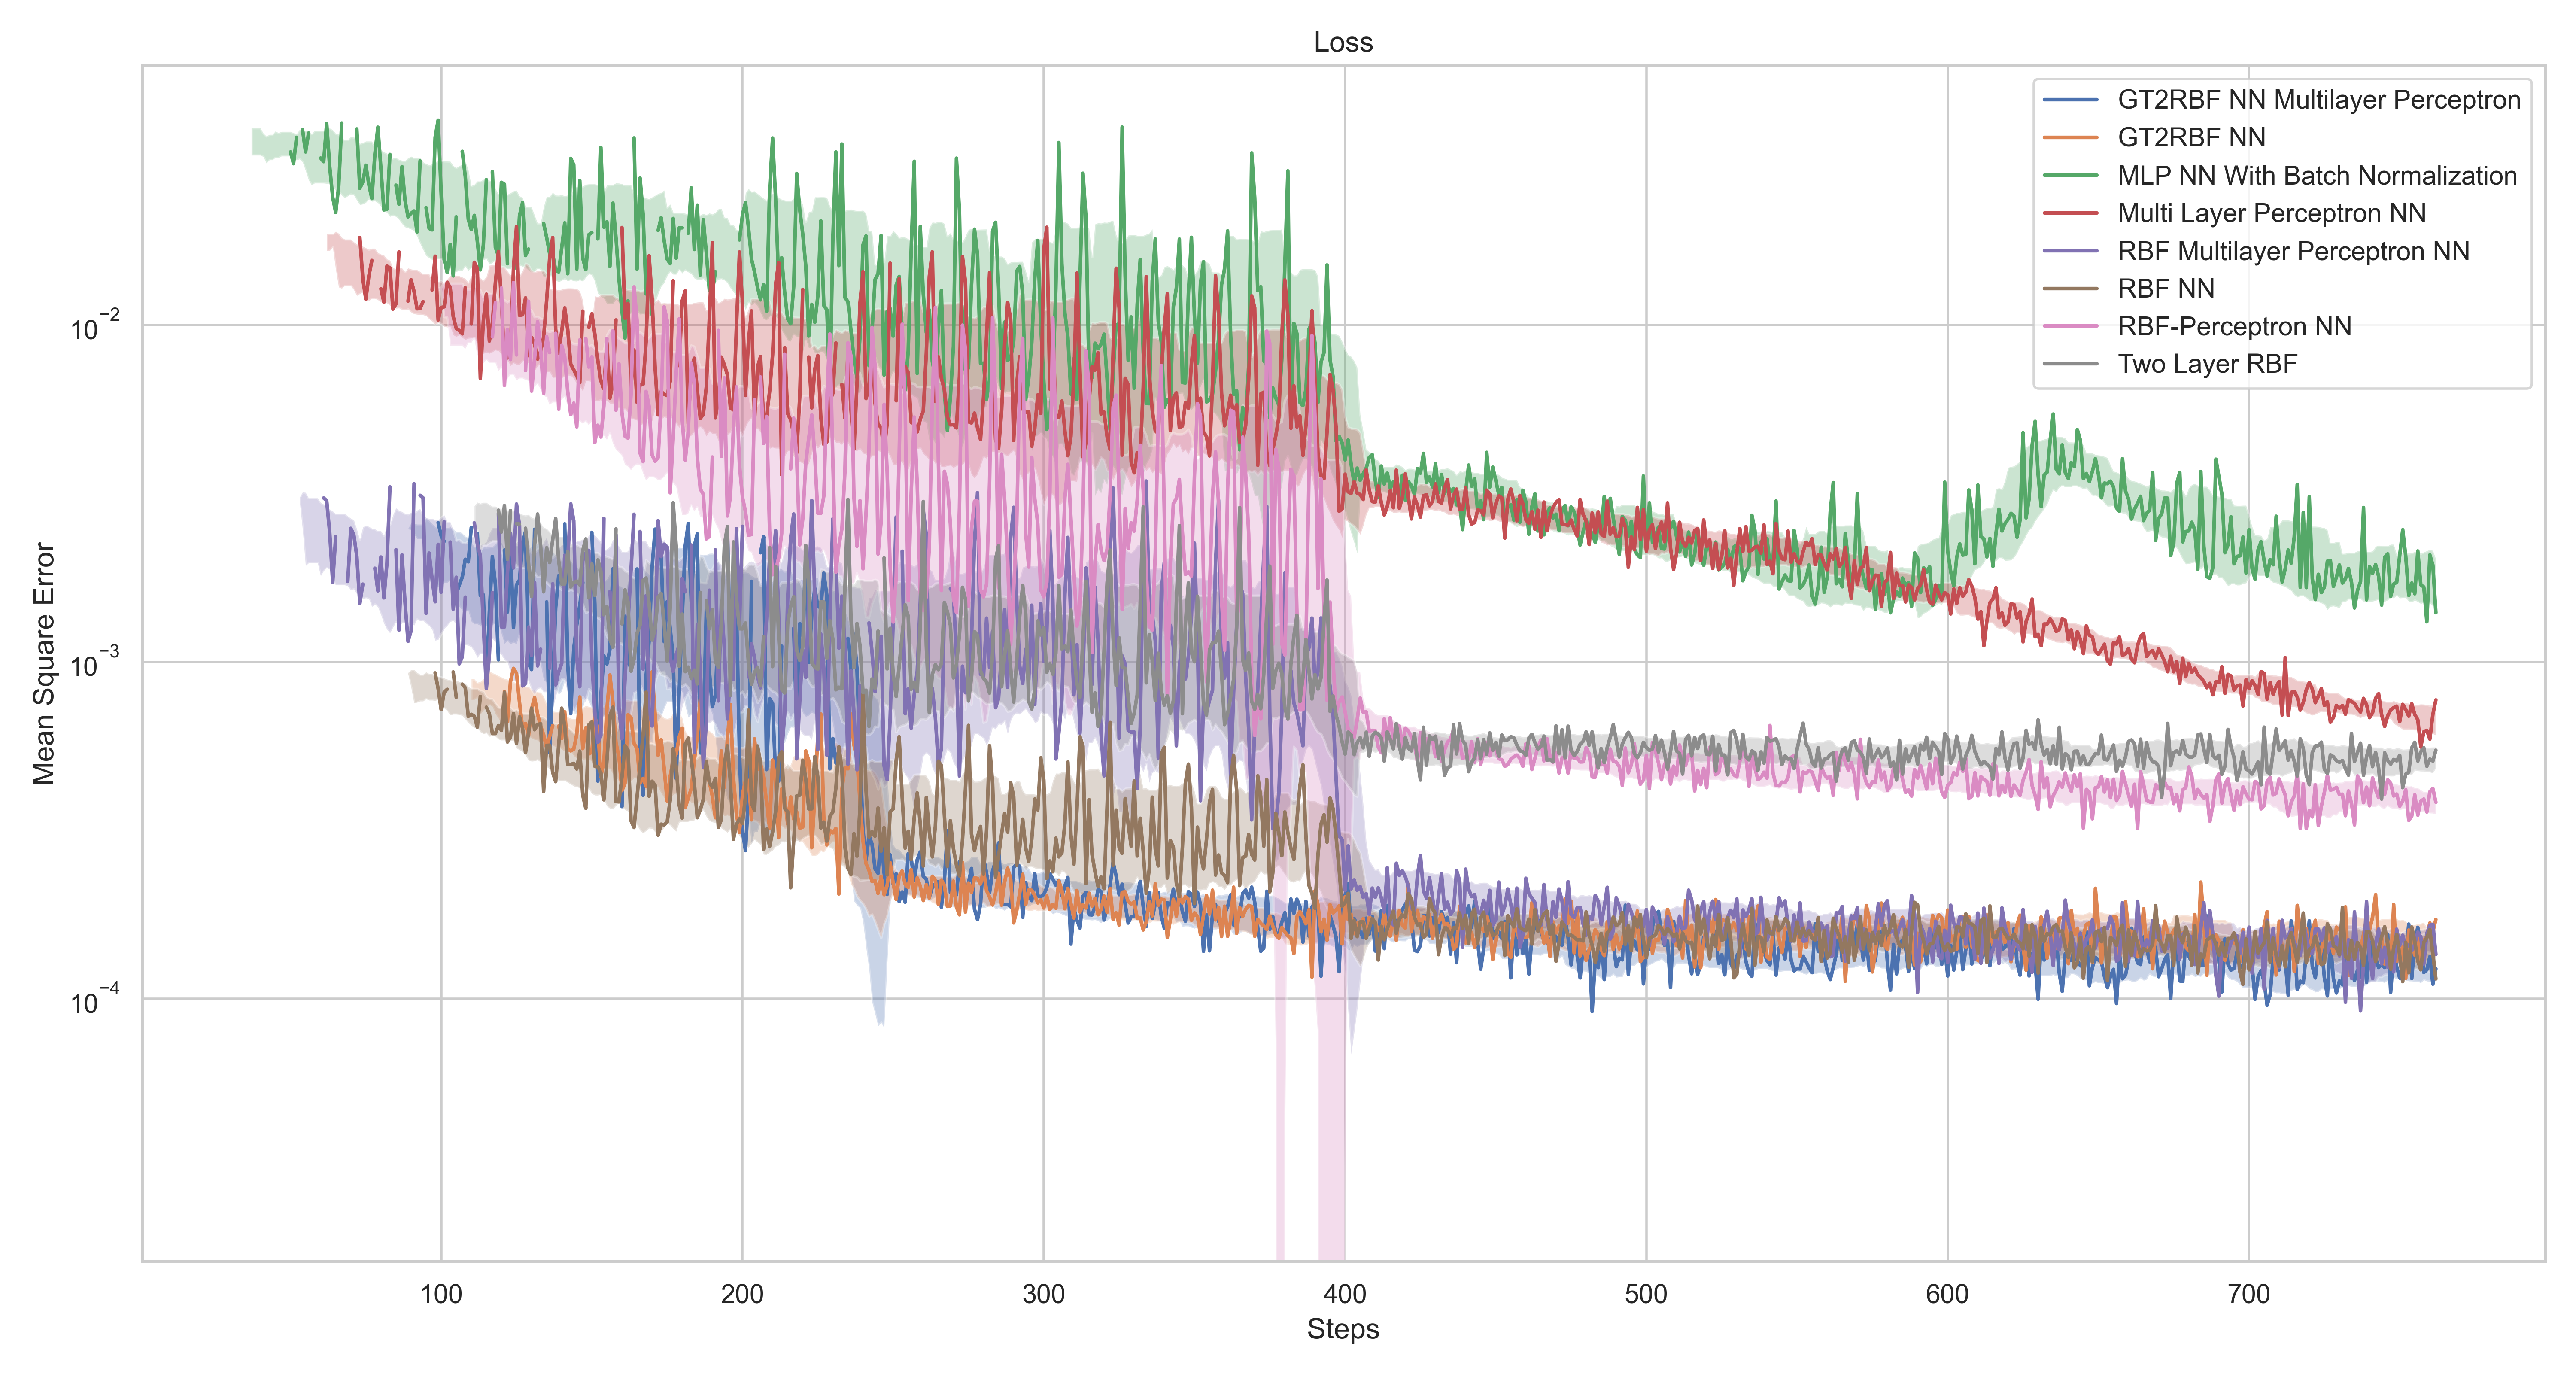 Loss
GT2RBF NN Multilayer Perceptron
GT2RBF NN
MLP NN With Batch Normalization
Multi Layer Perceptron NN
RBF Multilayer Perceptron NN
RBF NN
RBF-Perceptron NN
Two Layer RBF
Mean Square Error
10⁻²
10⁻³
10⁻⁴
100 200 300 400 500 600 700
Steps